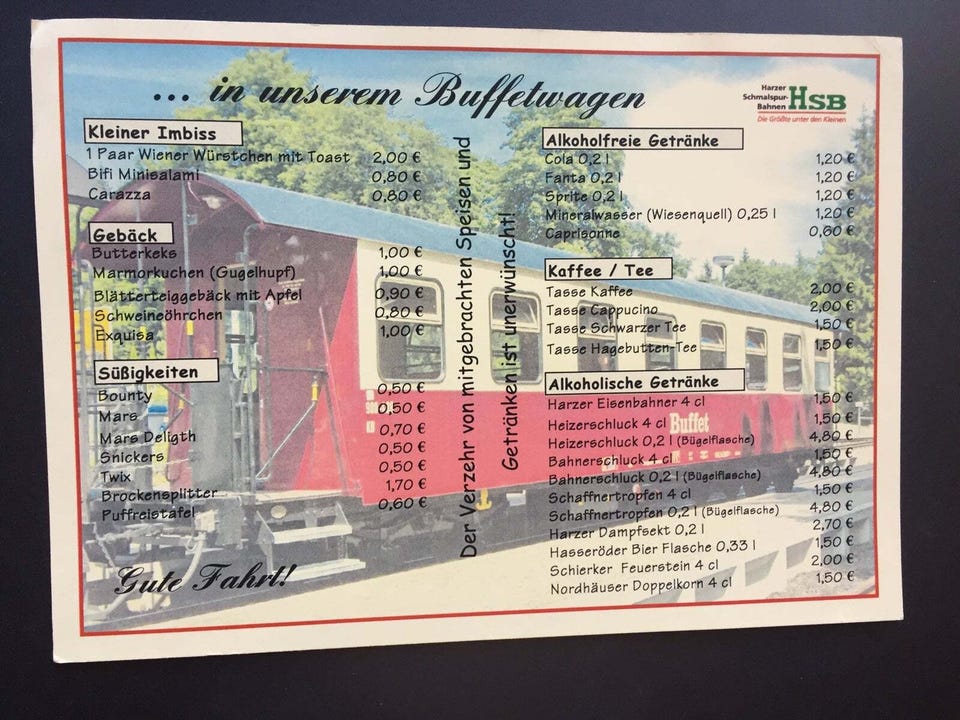 ... in unserem Buffetwagen
Harzer
Schmalspur-
Bahnen HSB
Die Größte unter den Kleinen
Kleiner Imbiss
1 Paar Wiener Würstchen mit Toast 2,00 €
Bifi Minisalami 0,80 €
Carazza 0,80 €
Gebäck
Butterkeks 1,00 €
Marmorkuchen (Gugelhupf) 1,00 €
Blätterteiggebäck mit Apfel 0,90 €
Schweineöhrchen 0,80 €
Exquisa 1,00 €
Süßigkeiten
Bounty 0,50 €
Mars 0,50 €
Mars Deligth 0,70 €
Snickers 0,50 €
Twix 0,50 €
Brockensplitter 1,70 €
Puffreistafel 0,60 €
Gute Fahrt!
Der Verzehr von mitgebrachten Speisen und
Getränken ist unerwünscht!
Alkoholfreie Getränke
Cola 0,2 l 1,20 €
Fanta 0,2 l 1,20 €
Sprite 0,2 l 1,20 €
Mineralwasser (Wiesenquell) 0,25 l 1,20 €
Caprisonne 0,60 €
Kaffee / Tee
Tasse Kaffee 2,00 €
Tasse Cappucino 2,00 €
Tasse Schwarzer Tee 1,50 €
Tasse Hagebutten-Tee 1,50 €
Alkoholische Getränke
Harzer Eisenbahner 4 cl 1,50 €
Heizerschluck 4 cl 1,50 €
Heizerschluck 0,2 l (Bügelflasche) 4,80 €
Bahnerschluck 4 cl 1,50 €
Bahnerschluck 0,2 l (Bügelflasche) 4,80 €
Schaffnertropfen 4 cl 1,50 €
Schaffnertropfen 0,2 l (Bügelflasche) 4,80 €
Harzer Dampfsekt 0,2 l 2,70 €
Hasseröder Bier Flasche 0,33 l 1,50 €
Schierker Feuerstein 4 cl 2,00 €
Nordhäuser Doppelkorn 4 cl 1,50 €
Buffet